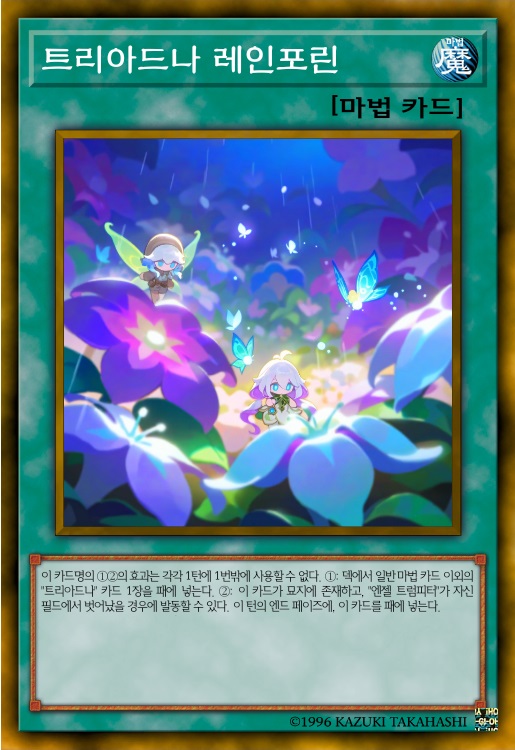 트리아드나 레인포린
마법
魔
[마법 카드]
이 카드명의 ①②의 효과는 각각 1턴에 1번밖에 사용할 수 없다. ①: 덱에서 일반 마법 카드 이외의
"트리아드나" 카드 1장을 패에 넣는다. ②: 이 카드가 묘지에 존재하고, "엔젤 트럼피터"가 자신
필드에서 벗어났을 경우에 발동할 수 있다. 이 턴의 엔드 페이즈에, 이 카드를 패에 넣는다.
©1996 KAZUKI TAKAHASHI